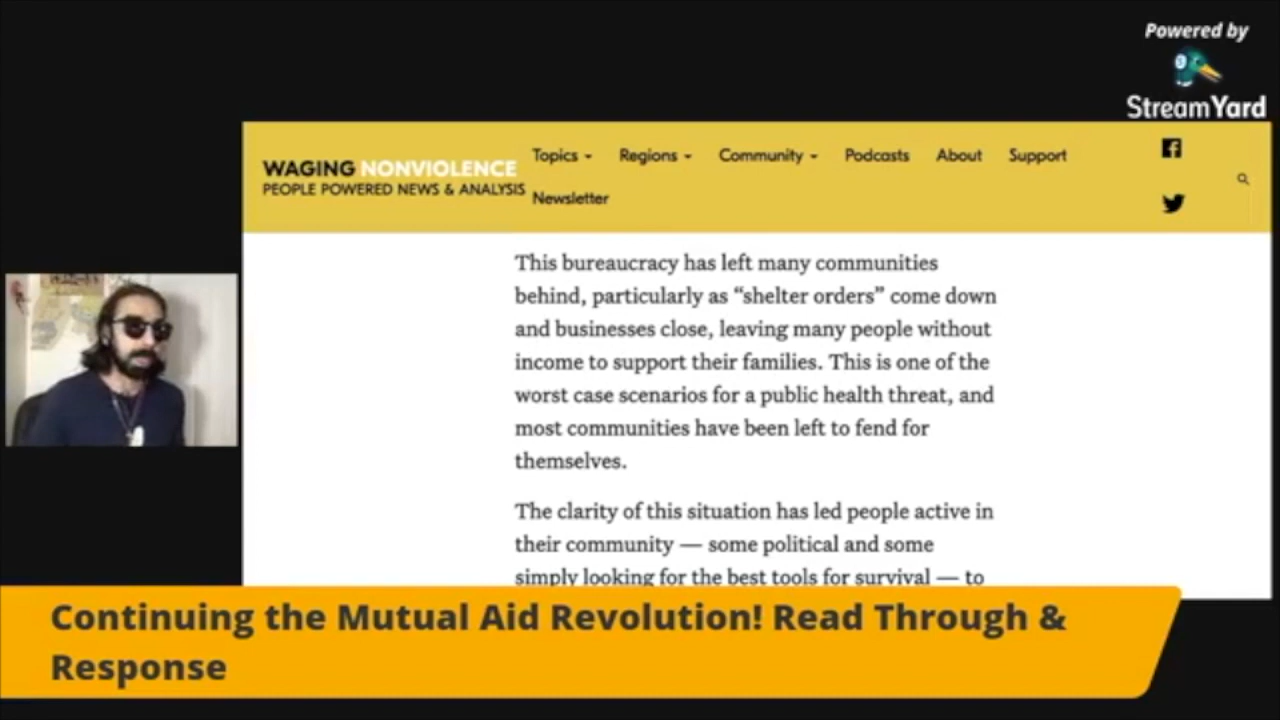 Powered by
StreamYard
WAGING NONVIOLENCE
PEOPLE POWERED NEWS & ANALYSIS
Topics Regions Community Podcasts About Support
Newsletter
This bureaucracy has left many communities
behind, particularly as “shelter orders” come down
and businesses close, leaving many people without
income to support their families. This is one of the
worst case scenarios for a public health threat, and
most communities have been left to fend for
themselves.
The clarity of this situation has led people active in
their community — some political and some
simply looking for the best tools for survival — to
Continuing the Mutual Aid Revolution! Read Through &
Response